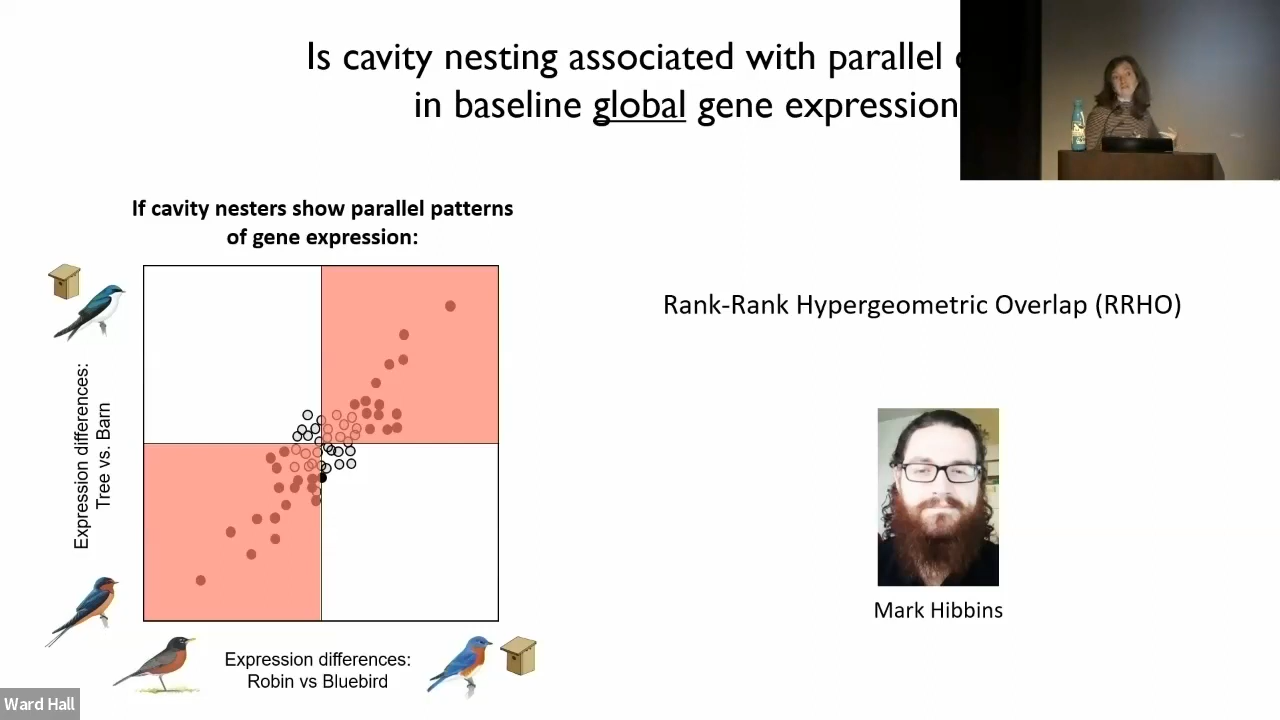 Is cavity nesting associated with parallel
in baseline global gene expression
If cavity nesters show parallel patterns
of gene expression:
Rank-Rank Hypergeometric Overlap (RRHO)
Expression differences:
Tree vs. Barn
Mark Hibbins
Expression differences:
Robin vs Bluebird
Ward Hall